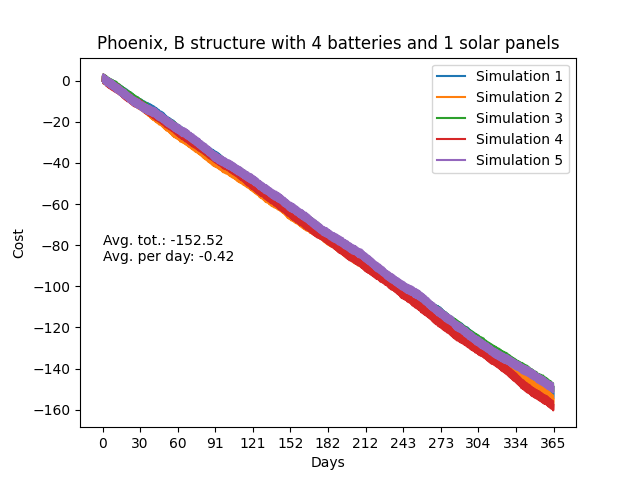 Phoenix, B structure with 4 batteries and 1 solar panels
Simulation 1
Simulation 2
Simulation 3
Simulation 4
Simulation 5
0
−20
−40
−60
−80
−100
−120
−140
−160
Cost
Avg. tot.: -152.52
Avg. per day: -0.42
0 30 60 91 121 152 182 212 243 273 304 334 365
Days